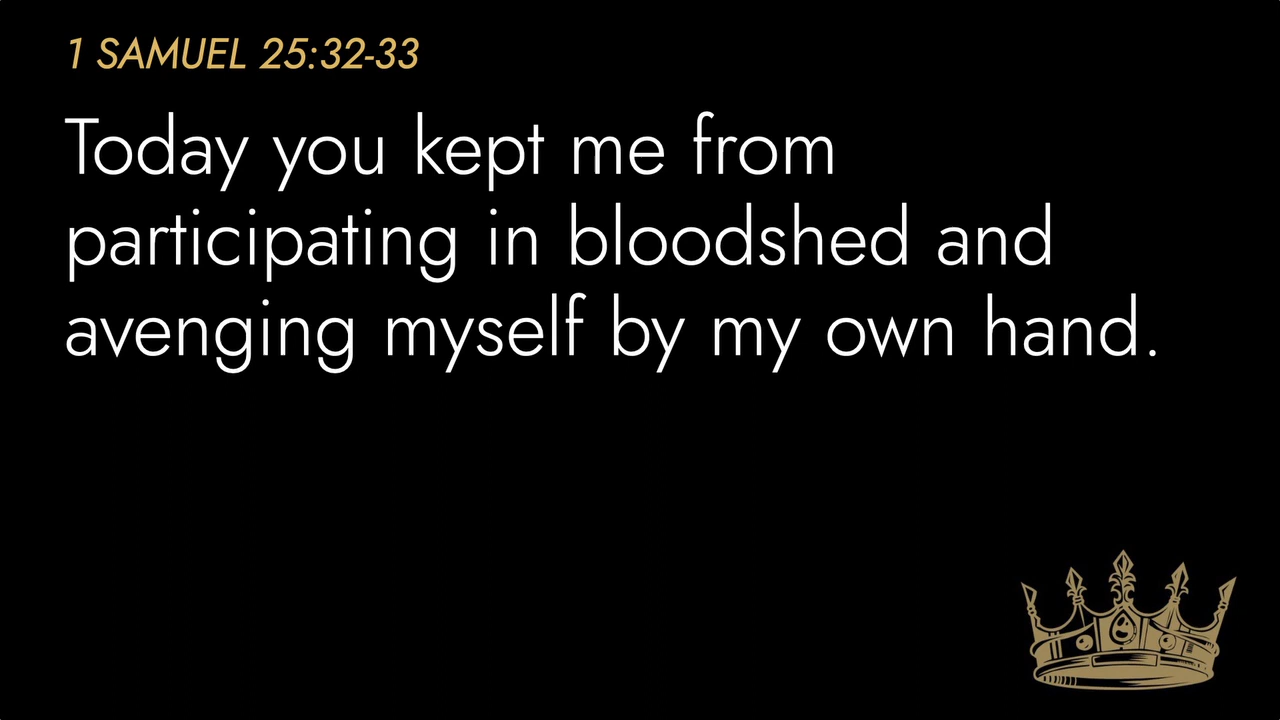 1 SAMUEL 25:32-33
Today you kept me from
participating in bloodshed and
avenging myself by my own hand.